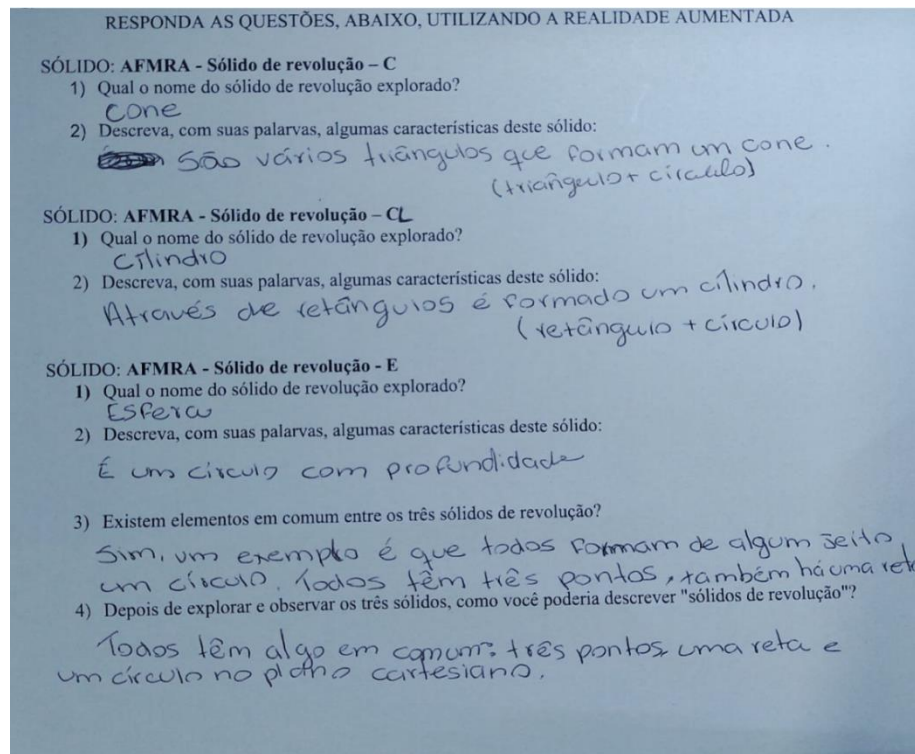 RESPONDA AS QUESTÕES, ABAIXO, UTILIZANDO A REALIDADE AUMENTADA
SÓLIDO: AFMRA - Sólido de revolução – C
1) Qual o nome do sólido de revolução explorado?
Cone
2) Descreva, com suas palarvas, algumas características deste sólido:
São vários triângulos que formam um cone.
(triângulo + círculo)
SÓLIDO: AFMRA - Sólido de revolução – CL
1) Qual o nome do sólido de revolução explorado?
Cílindro
2) Descreva, com suas palarvas, algumas características deste sólido:
Através de retângulos é formado um cílindro.
(retângulo + círculo)
SÓLIDO: AFMRA - Sólido de revolução - E
1) Qual o nome do sólido de revolução explorado?
Esfera
2) Descreva, com suas palarvas, algumas características deste sólido:
É um círculo com profundidade
3) Existem elementos em comum entre os três sólidos de revolução?
Sim, um exemplo é que todos formam de algum jeito
um círculo. Todos têm três pontos, também há uma reta
4) Depois de explorar e observar os três sólidos, como você poderia descrever "sólidos de revolução"?
Todos têm algo em comum: três pontos, uma reta e
um círculo no plano cartesiano.